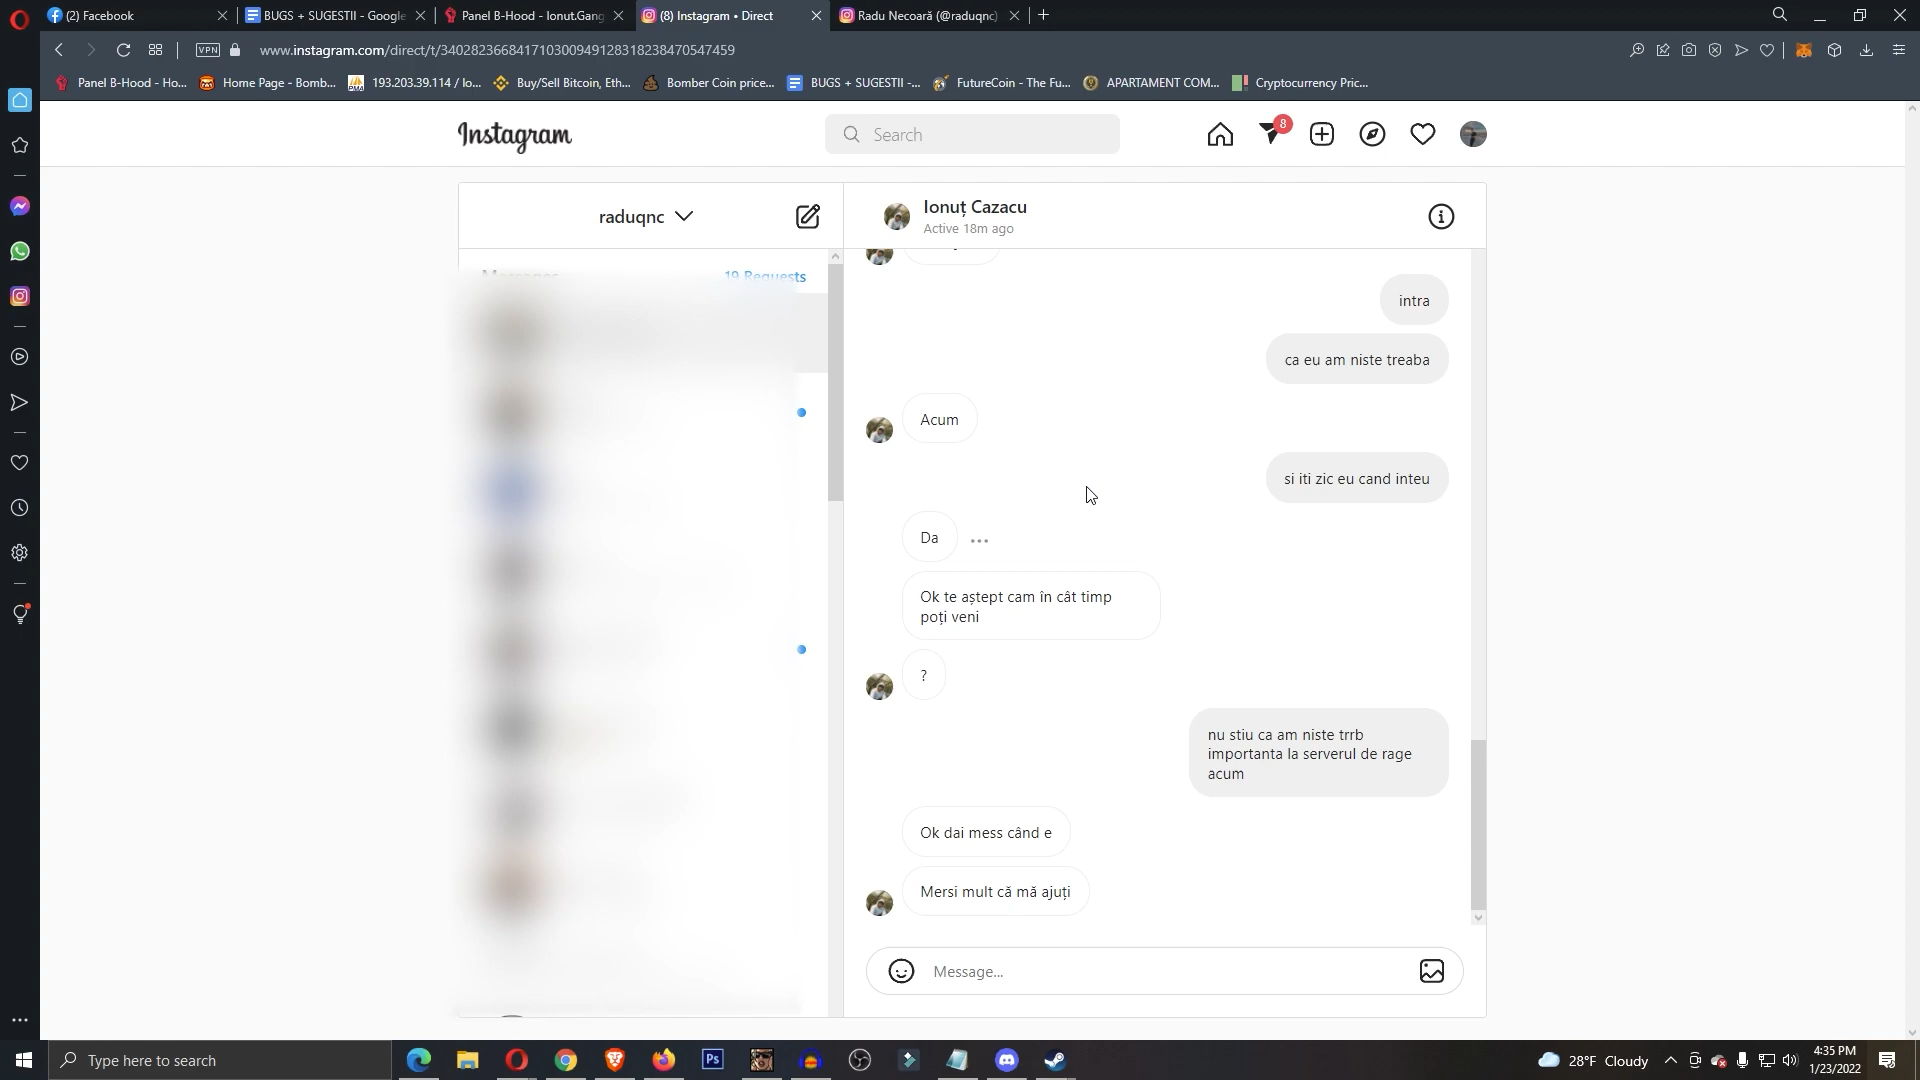 (2) Facebook
BUGS + SUGESTII - Google
Panel B-Hood - Ionut.Gang
(8) Instagram • Direct
Radu Necoară (@raduqnc)
VPN
www.instagram.com/direct/t/340282366841710300949128318238470547459
Panel B-Hood - Ho...
Home Page - Bomb...
193.203.39.114 / lo...
Buy/Sell Bitcoin, Eth...
Bomber Coin price...
BUGS + SUGESTII -...
FutureCoin - The Fu...
APARTAMENT COM...
Cryptocurrency Pric...
Instagram
Search
8
raduqnc
Ionuț Cazacu
Active 18m ago
Messages
19 Requests
intra
ca eu am niste treaba
Acum
si iti zic eu cand inteu
Da
Ok te aștept cam în cât timp
poți veni
?
nu stiu ca am niste trrb
importanta la serverul de rage
acum
Ok dai mess când e
Mersi mult că mă ajuți
Message...
Type here to search
Ps
28°F Cloudy
4:35 PM
1/23/2022